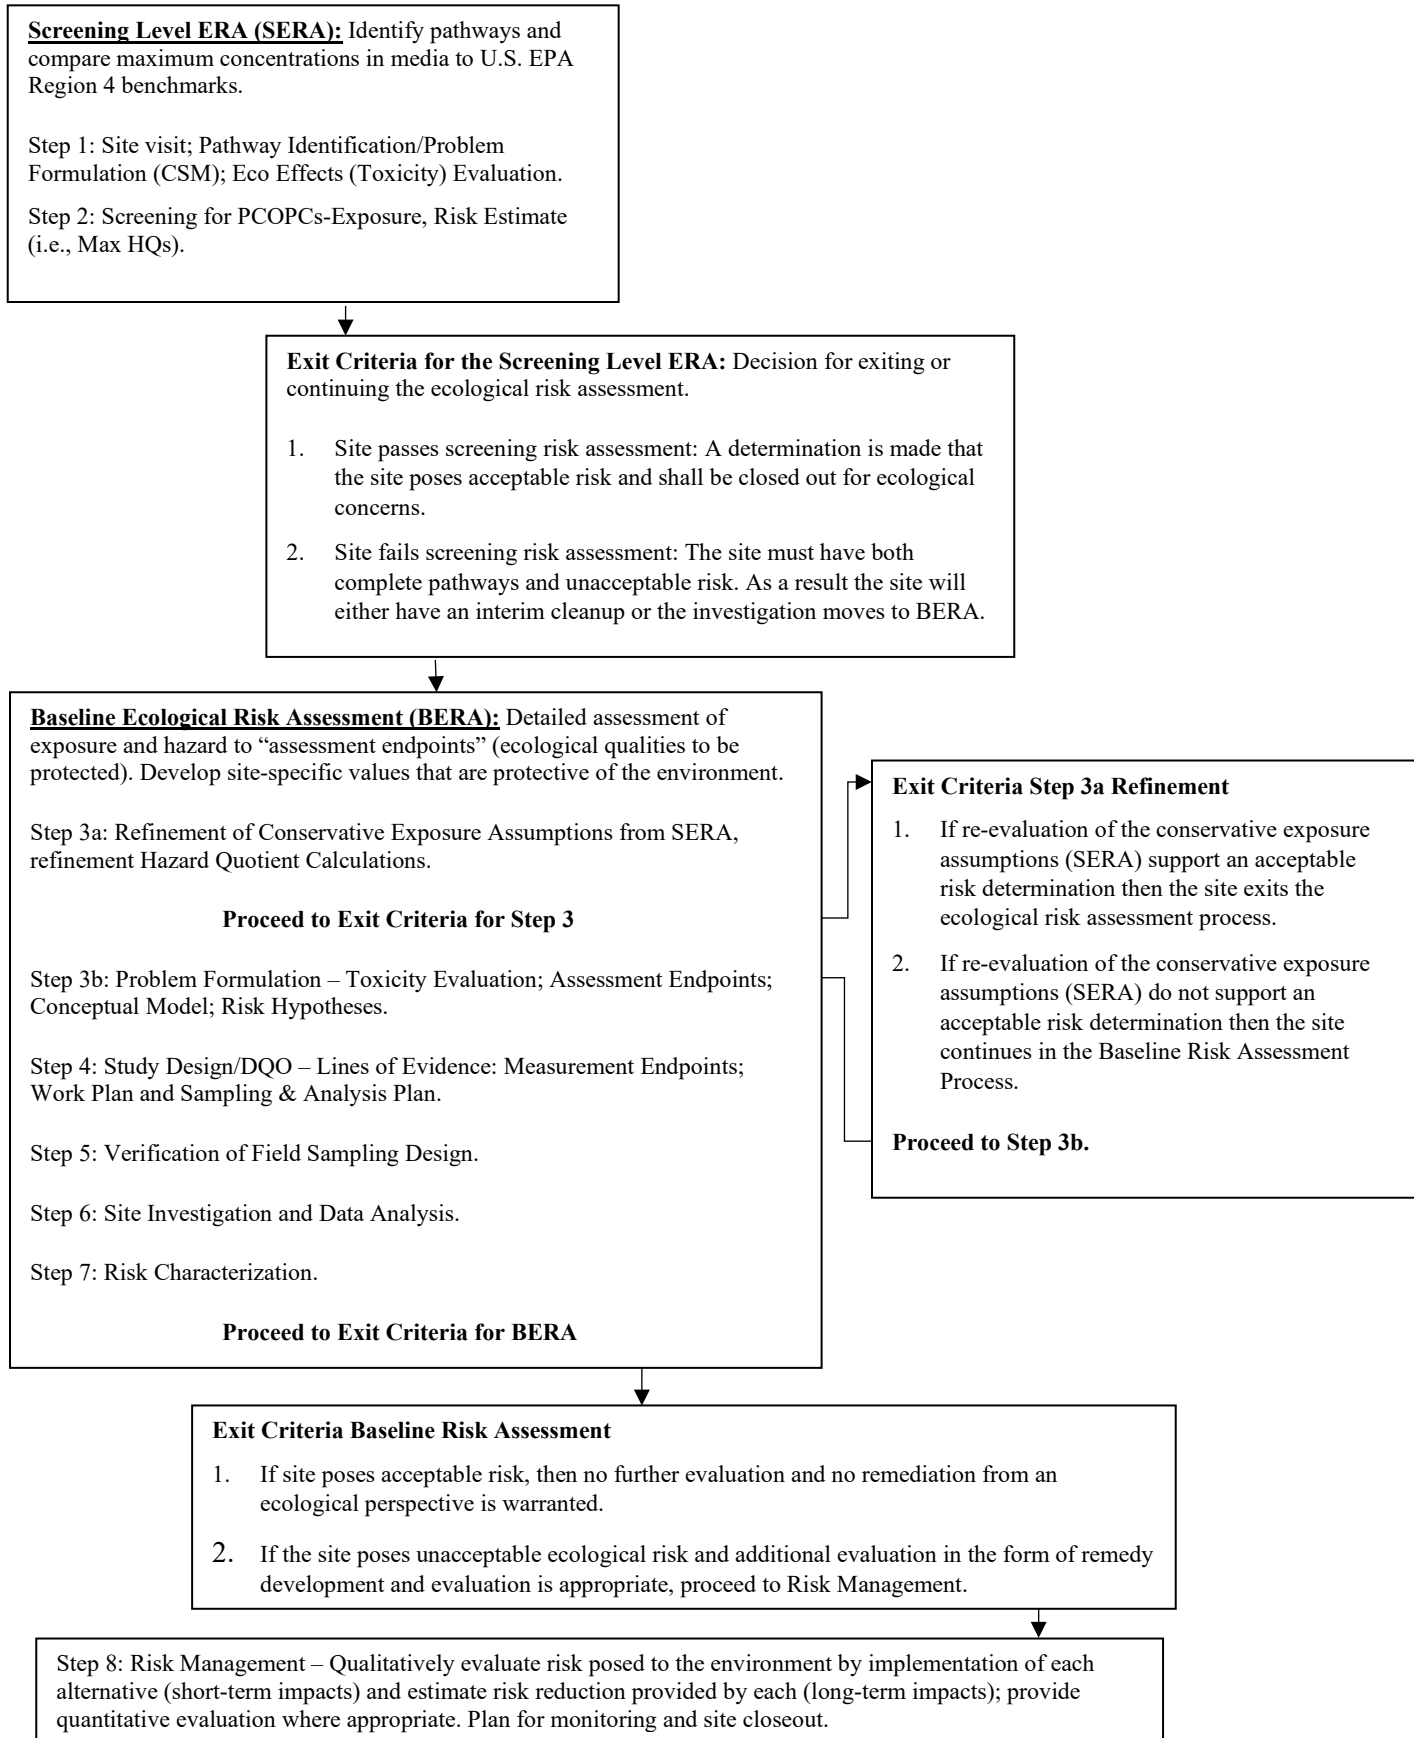 Screening Level ERA (SERA): Identify pathways and
compare maximum concentrations in media to U.S. EPA
Region 4 benchmarks.
Step 1: Site visit; Pathway Identification/Problem
Formulation (CSM); Eco Effects (Toxicity) Evaluation.
Step 2: Screening for PCOPCs-Exposure, Risk Estimate
(i.e., Max HQs).
Exit Criteria for the Screening Level ERA: Decision for exiting or
continuing the ecological risk assessment.
1. Site passes screening risk assessment: A determination is made that
the site poses acceptable risk and shall be closed out for ecological
concerns.
2. Site fails screening risk assessment: The site must have both
complete pathways and unacceptable risk. As a result the site will
either have an interim cleanup or the investigation moves to BERA.
Baseline Ecological Risk Assessment (BERA): Detailed assessment of
exposure and hazard to “assessment endpoints” (ecological qualities to be
protected). Develop site-specific values that are protective of the environment.
Step 3a: Refinement of Conservative Exposure Assumptions from SERA,
refinement Hazard Quotient Calculations.
Proceed to Exit Criteria for Step 3
Step 3b: Problem Formulation – Toxicity Evaluation; Assessment Endpoints;
Conceptual Model; Risk Hypotheses.
Step 4: Study Design/DQO – Lines of Evidence: Measurement Endpoints;
Work Plan and Sampling & Analysis Plan.
Step 5: Verification of Field Sampling Design.
Step 6: Site Investigation and Data Analysis.
Step 7: Risk Characterization.
Proceed to Exit Criteria for BERA
Exit Criteria Step 3a Refinement
1. If re-evaluation of the conservative exposure
assumptions (SERA) support an acceptable
risk determination then the site exits the
ecological risk assessment process.
2. If re-evaluation of the conservative exposure
assumptions (SERA) do not support an
acceptable risk determination then the site
continues in the Baseline Risk Assessment
Process.
Proceed to Step 3b.
Exit Criteria Baseline Risk Assessment
1. If site poses acceptable risk, then no further evaluation and no remediation from an
ecological perspective is warranted.
2. If the site poses unacceptable ecological risk and additional evaluation in the form of remedy
development and evaluation is appropriate, proceed to Risk Management.
Step 8: Risk Management – Qualitatively evaluate risk posed to the environment by implementation of each
alternative (short-term impacts) and estimate risk reduction provided by each (long-term impacts); provide
quantitative evaluation where appropriate. Plan for monitoring and site closeout.